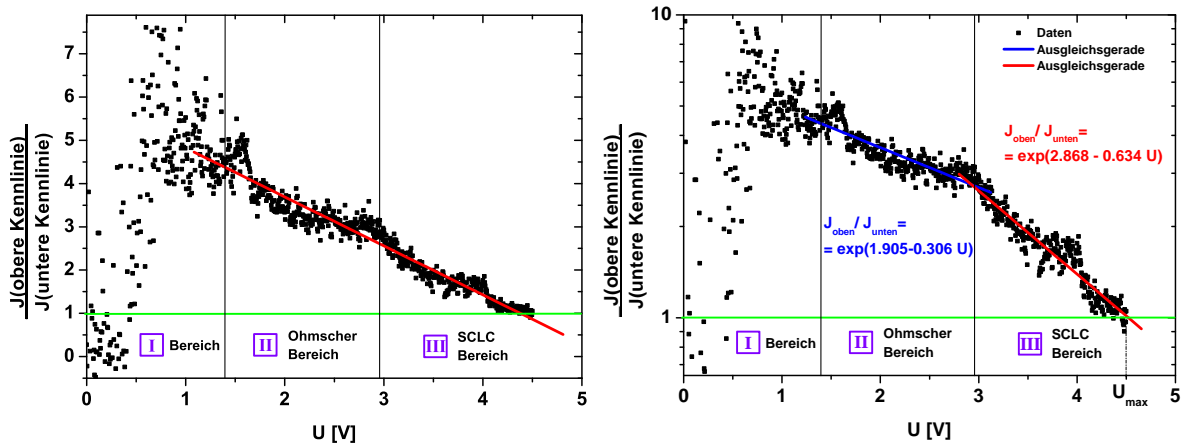 J(obere Kennlinie)
J(untere Kennlinie)
7
6
5
4
3
2
1
0
I Bereich
II Ohmscher
Bereich
III SCLC
Bereich
0 1 2 3 4 5
U [V]
J(obere Kennlinie)
J(untere Kennlinie)
10
1
Daten
Ausgleichsgerade
Ausgleichsgerade
J_oben / J_unten =
= exp(2.868 - 0.634 U)
J_oben / J_unten =
= exp(1.905-0.306 U)
I Bereich
II Ohmscher
Bereich
III SCLC
Bereich
0 1 2 3 4 U_max 5
U [V]